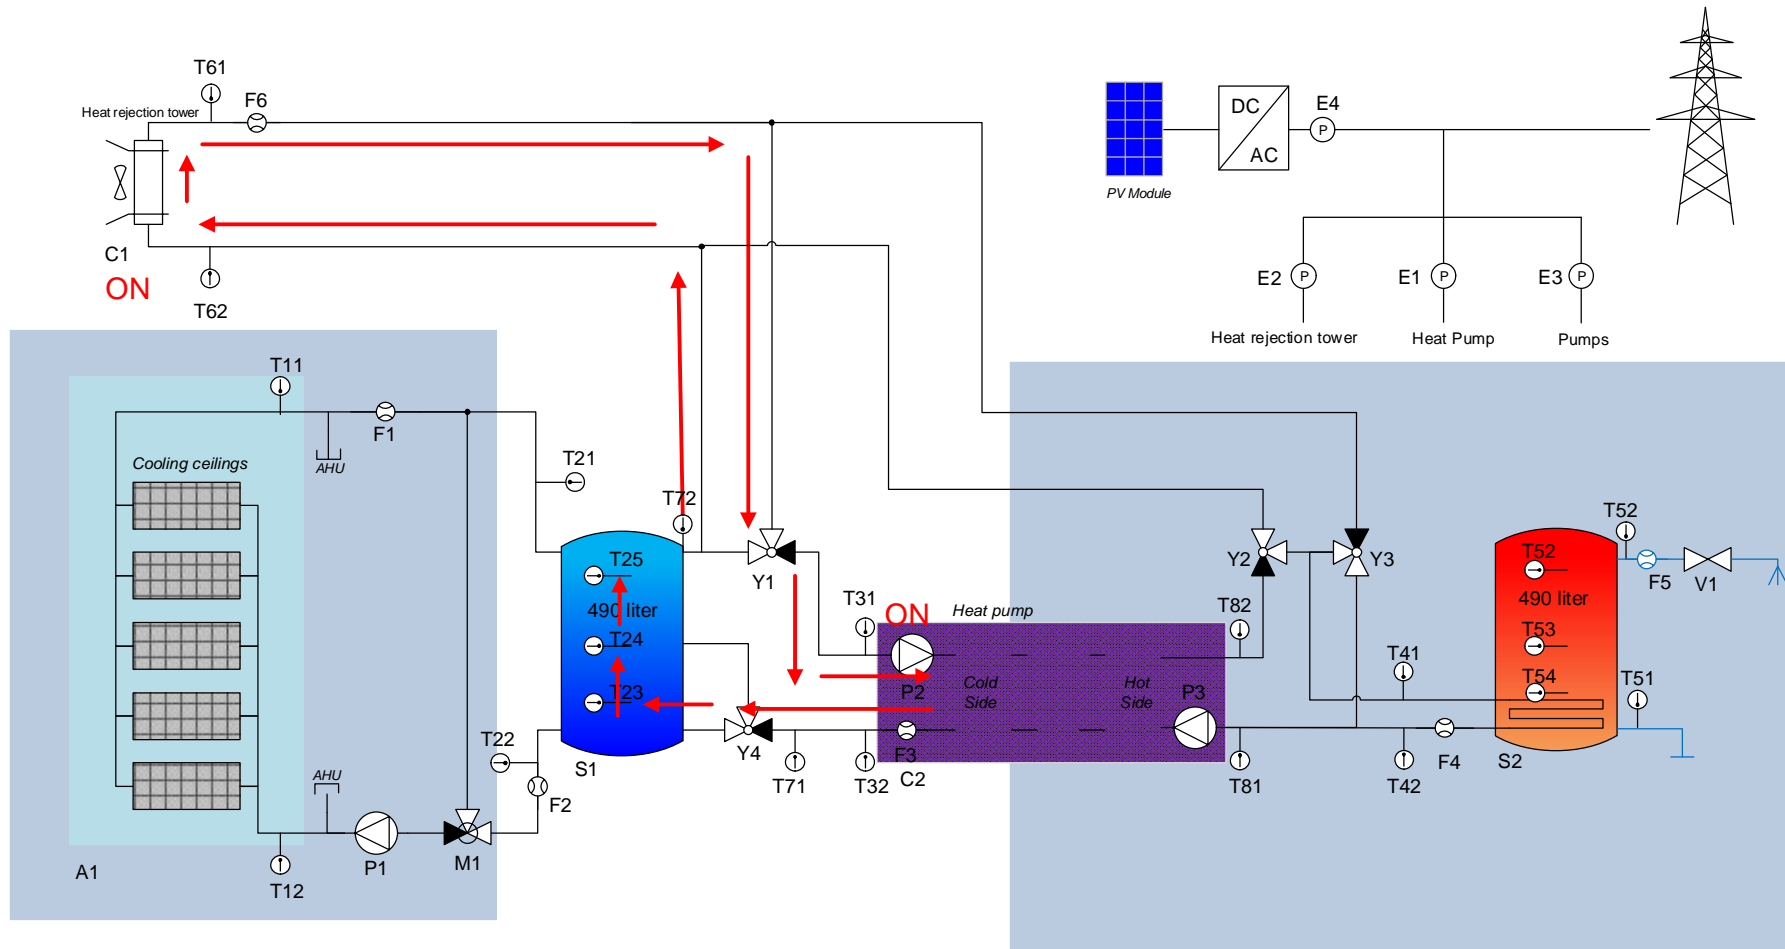 T61
F6
Heat rejection tower
C1
ON
T62
DC
AC
E4
P
PV Module
E2
P
E1
P
E3
P
Heat rejection tower
Heat Pump
Pumps
T11
F1
AHU
Cooling ceilings
T21
T72
T25
490 liter
T24
T23
S1
T22
F2
AHU
P1
M1
T12
A1
Y1
Y4
T71
T31
ON
Heat pump
P2
Cold
Side
Hot
Side
P3
F3
C2
T32
T82
T81
Y2
Y3
T41
T42
F4
T52
490 liter
T53
T54
S2
T52
F5
V1
T51